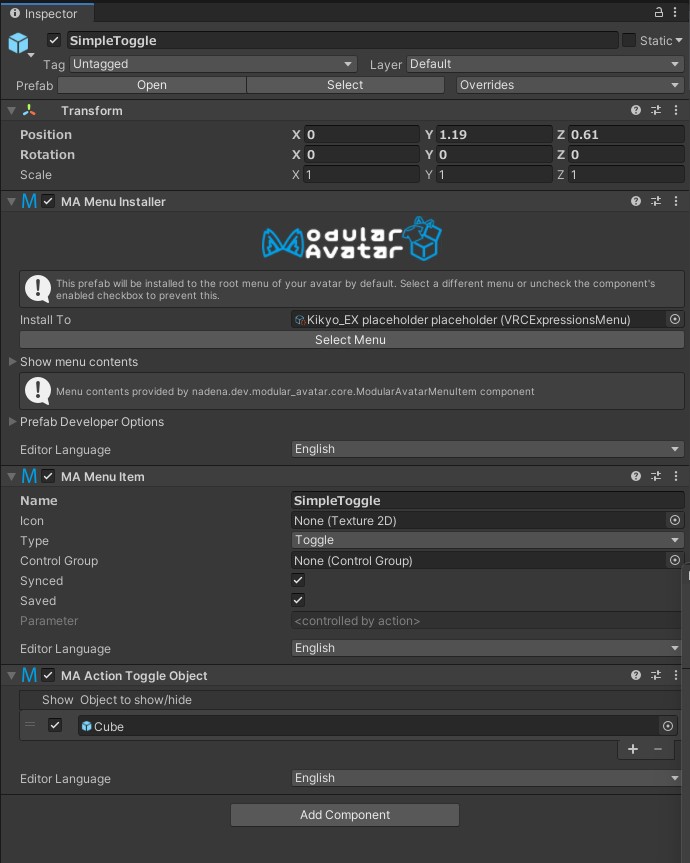 Inspector
SimpleToggle
Static
Tag Untagged Layer Default
Prefab Open Select Overrides
Transform
Position X 0 Y 1.19 Z 0.61
Rotation X 0 Y 0 Z 0
Scale X 1 Y 1 Z 1
MA Menu Installer
Modular
Avatar
This prefab will be installed to the root menu of your avatar by default. Select a different menu or uncheck the component's
enabled checkbox to prevent this.
Install To Kikyo_EX placeholder placeholder (VRCExpressionsMenu)
Select Menu
Show menu contents
Menu contents provided by nadena.dev.modular_avatar.core.ModularAvatarMenuItem component
Prefab Developer Options
Editor Language English
MA Menu Item
Name SimpleToggle
Icon None (Texture 2D)
Type Toggle
Control Group None (Control Group)
Synced
Saved
Parameter <controlled by action>
Editor Language English
MA Action Toggle Object
Show Object to show/hide
Cube
Editor Language English
Add Component